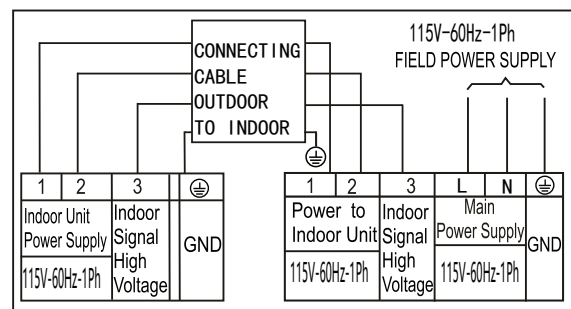 115V-60Hz-1Ph
FIELD POWER SUPPLY
CONNECTING
CABLE
OUTDOOR
TO INDOOR
1 2 3
Indoor Unit
Power Supply
115V-60Hz-1Ph
Indoor
Signal
High
Voltage
GND
1 2 3 L N
Power to
Indoor Unit
115V-60Hz-1Ph
Indoor
Signal
High
Voltage
Main
Power Supply
115V-60Hz-1Ph
GND